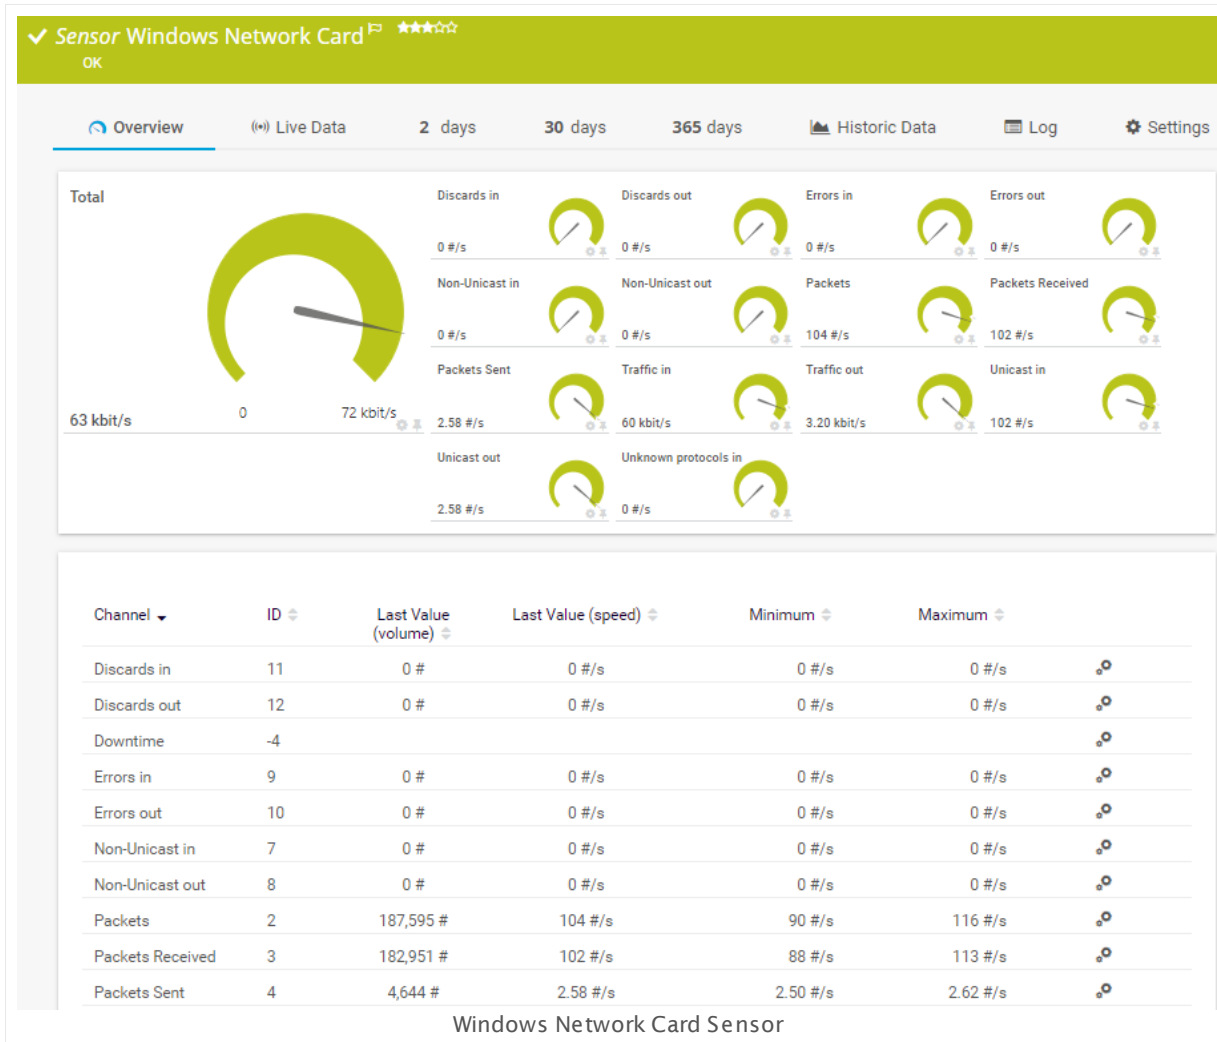 Sensor Windows Network Card
OK
Overview Live Data 2 days 30 days 365 days Historic Data Log Settings
Total
63 kbit/s
0 72 kbit/s
Discards in Discards out Errors in Errors out
0 #/s 0 #/s 0 #/s 0 #/s
Non-Unicast in Non-Unicast out Packets Packets Received
0 #/s 0 #/s 104 #/s 102 #/s
Packets Sent Traffic in Traffic out Unicast in
2.58 #/s 60 kbit/s 3.20 kbit/s 102 #/s
Unicast out Unknown protocols in
2.58 #/s 0 #/s
Channel ID Last Value (volume) Last Value (speed) Minimum Maximum
Discards in 11 0 # 0 #/s 0 #/s 0 #/s
Discards out 12 0 # 0 #/s 0 #/s 0 #/s
Downtime -4
Errors in 9 0 # 0 #/s 0 #/s 0 #/s
Errors out 10 0 # 0 #/s 0 #/s 0 #/s
Non-Unicast in 7 0 # 0 #/s 0 #/s 0 #/s
Non-Unicast out 8 0 # 0 #/s 0 #/s 0 #/s
Packets 2 187,595 # 104 #/s 90 #/s 116 #/s
Packets Received 3 182,951 # 102 #/s 88 #/s 113 #/s
Packets Sent 4 4,644 # 2.58 #/s 2.50 #/s 2.62 #/s
Windows Network Card Sensor